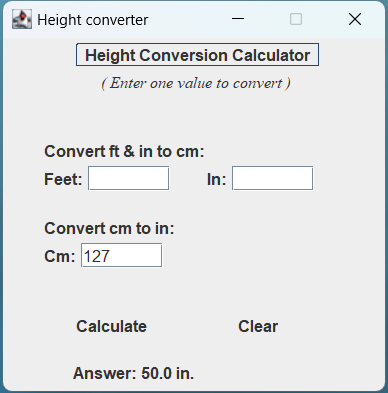 Height converter
Height Conversion Calculator
( Enter one value to convert )
Convert ft & in to cm:
Feet: In:
Convert cm to in:
Cm: 127
Calculate Clear
Answer: 50.0 in.